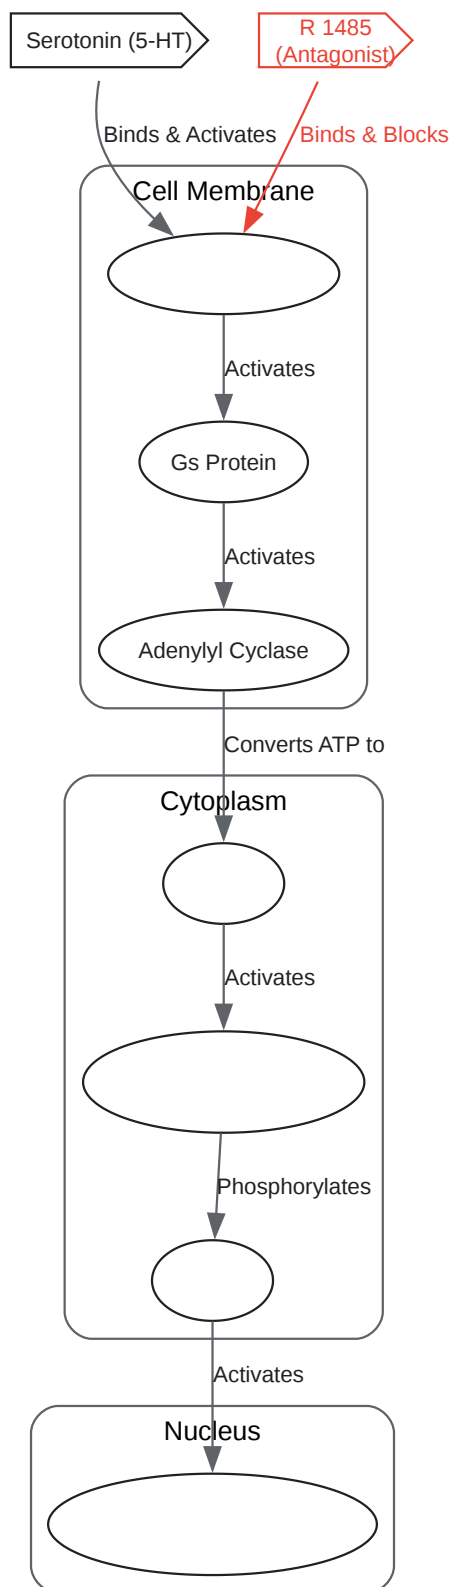 Serotonin (5-HT)
R 1485
(Antagonist)
Binds & Activates
Binds & Blocks
Cell Membrane
Activates
Gs Protein
Activates
Adenylyl Cyclase
Converts ATP to
Cytoplasm
Activates
Phosphorylates
Activates
Nucleus